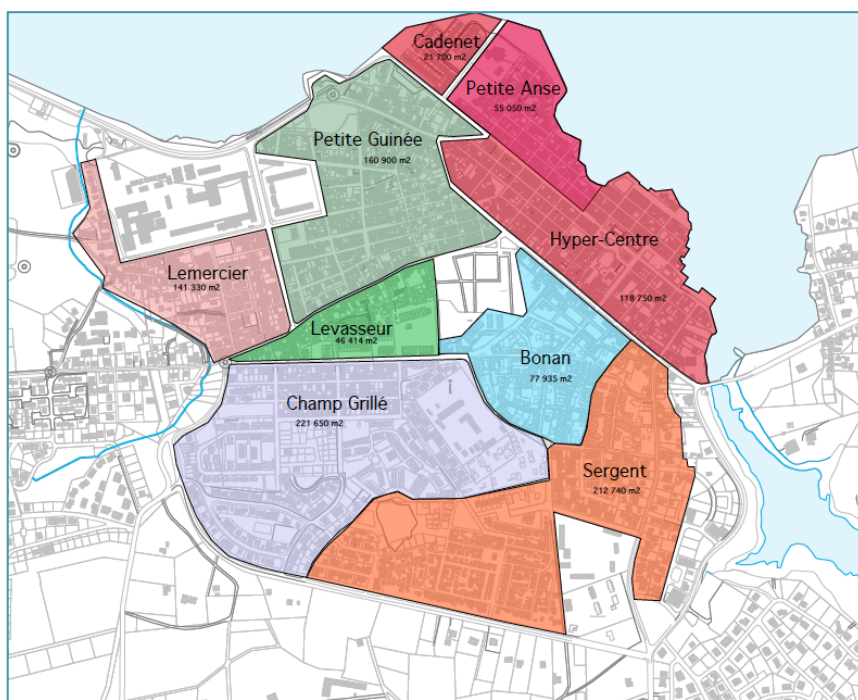 Cadenet
21 700 m2
Petite Anse
55 050 m2
Petite Guinée
160 900 m2
Hyper-Centre
118 750 m2
Lemercier
141 330 m2
Levasseur
46 414 m2
Bonan
77 935 m2
Champ Grillé
221 650 m2
Sergent
212 740 m2